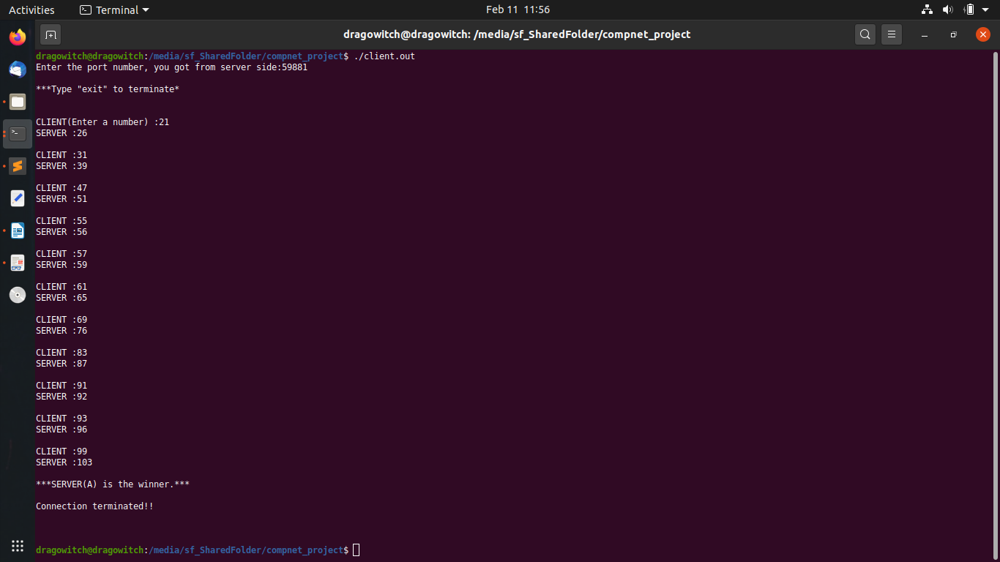 Activities
Terminal
Feb 11 11:56
dragowitch@dragowitch: /media/sf_SharedFolder/compnet_project
dragowitch@dragowitch:/media/sf_SharedFolder/compnet_project$ ./client.out
Enter the port number, you got from server side:59881
***Type "exit" to terminate*
CLIENT(Enter a number) :21
SERVER :26
CLIENT :31
SERVER :39
CLIENT :47
SERVER :51
CLIENT :55
SERVER :56
CLIENT :57
SERVER :59
CLIENT :61
SERVER :65
CLIENT :69
SERVER :76
CLIENT :83
SERVER :87
CLIENT :91
SERVER :92
CLIENT :93
SERVER :96
CLIENT :99
SERVER :103
***SERVER(A) is the winner.***
Connection terminated!!
dragowitch@dragowitch:/media/sf_SharedFolder/compnet_project$